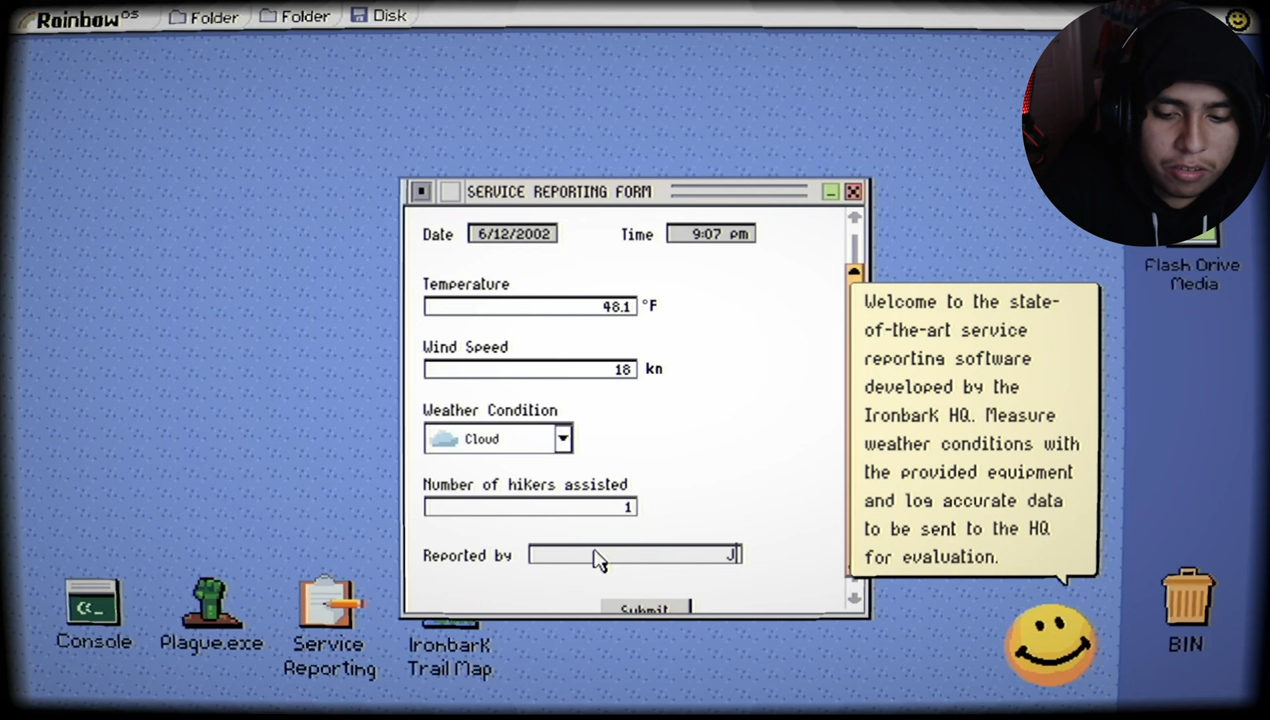 Rainbow OS Folder Folder Disk
SERVICE REPORTING FORM
Date 6/12/2002 Time 9:07 pm
Temperature
48.1 °F
Wind Speed
18 kn
Weather Condition
Cloud
Number of hikers assisted
1
Reported by J
Submit
Welcome to the state-
of-the-art service
reporting software
developed by the
Ironbark HQ. Measure
weather conditions with
the provided equipment
and log accurate data
to be sent to the HQ
for evaluation.
Flash Drive
Media
Console
Plague.exe
Service
Reporting
Ironbark
Trail Map
BIN